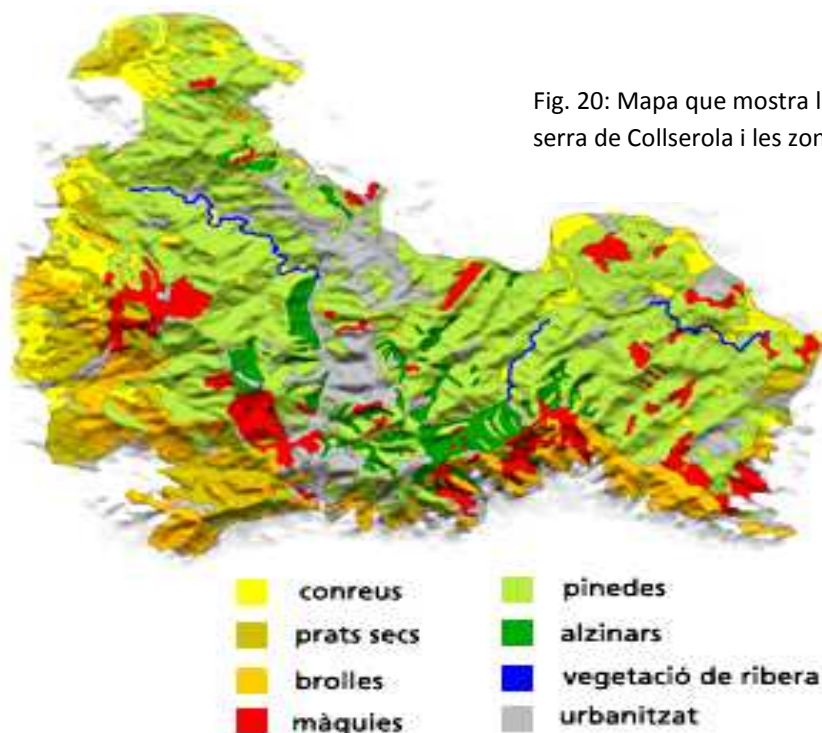 Fig. 20: Mapa que mostra l
serra de Collserola i les zon
conreus
prats secs
brolles
màquies
pinedes
alzinars
vegetació de ribera
urbanitzat